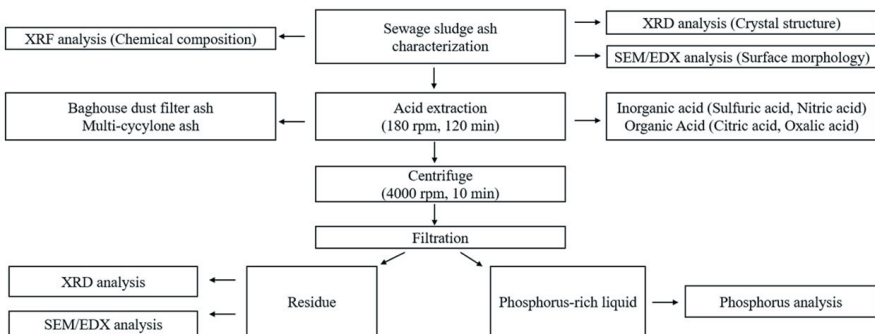 XRF analysis (Chemical composition)
Sewage sludge ash
characterization
XRD analysis (Crystal structure)
SEM/EDX analysis (Surface morphology)
Baghouse dust filter ash
Multi-cycylone ash
Acid extraction
(180 rpm, 120 min)
Inorganic acid (Sulfuric acid, Nitric acid)
Organic Acid (Citric acid, Oxalic acid)
Centrifuge
(4000 rpm, 10 min)
Filtration
XRD analysis
SEM/EDX analysis
Residue
Phosphorus-rich liquid
Phosphorus analysis